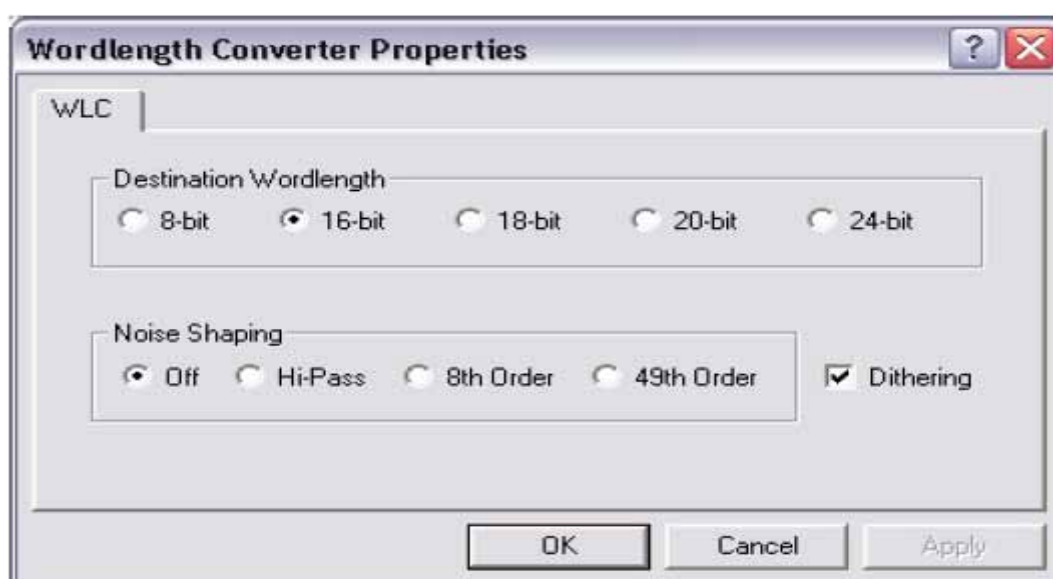 Wordlength Converter Properties
WLC
Destination Wordlength
8-bit 16-bit 18-bit 20-bit 24-bit
Noise Shaping
Off Hi-Pass 8th Order 49th Order Dithering
OK Cancel Apply